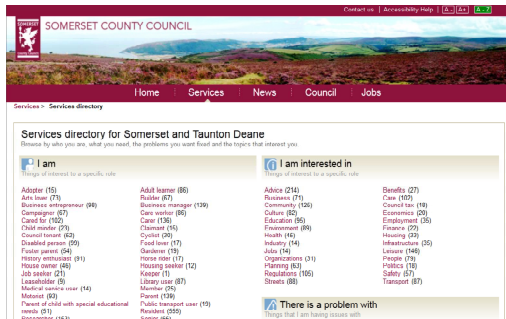 Contact us | Accessibility Help | A- | A+ A-Z
SOMERSET
SOMERSET COUNTY COUNCIL
Home Services News Council Jobs
Services > Services directory
Services directory for Somerset and Taunton Deane
Browse by who you are, what you need, the problems you want fixed and the topics that interest you
I am
Things of interest to a specific role
Adopter (15)
Arts lover (73)
Business entrepreneur (98)
Campaigner (67)
Cared for (102)
Child minder (23)
Council tenant (62)
Disabled person (99)
Foster parent (54)
History enthusiast (91)
House owner (46)
Job seeker (21)
Leaseholder (9)
Medical service user (14)
Motorist (93)
Parent of child with special educational
needs (51)
Researcher (153)
Adult learner (86)
Builder (67)
Business manager (139)
Care worker (86)
Carer (136)
Claimant (15)
Cyclist (30)
Food lover (17)
Gardener (19)
Horse rider (17)
Housing seeker (12)
Keeper (1)
Library user (87)
Member (25)
Parent (139)
Public transport user (19)
Resident (555)
I am interested in
Things of interest to a specific role
Advice (214)
Business (71)
Community (126)
Culture (82)
Education (95)
Environment (89)
Health (46)
Industry (14)
Jobs (14)
Organizations (31)
Planning (63)
Regulations (105)
Streets (88)
Benefits (27)
Care (102)
Council tax (18)
Economics (20)
Employment (35)
Finance (22)
Housing (33)
Infrastructure (35)
Leisure (146)
People (79)
Politics (18)
Safety (57)
Transport (87)
There is a problem with
Things that I am having issues with